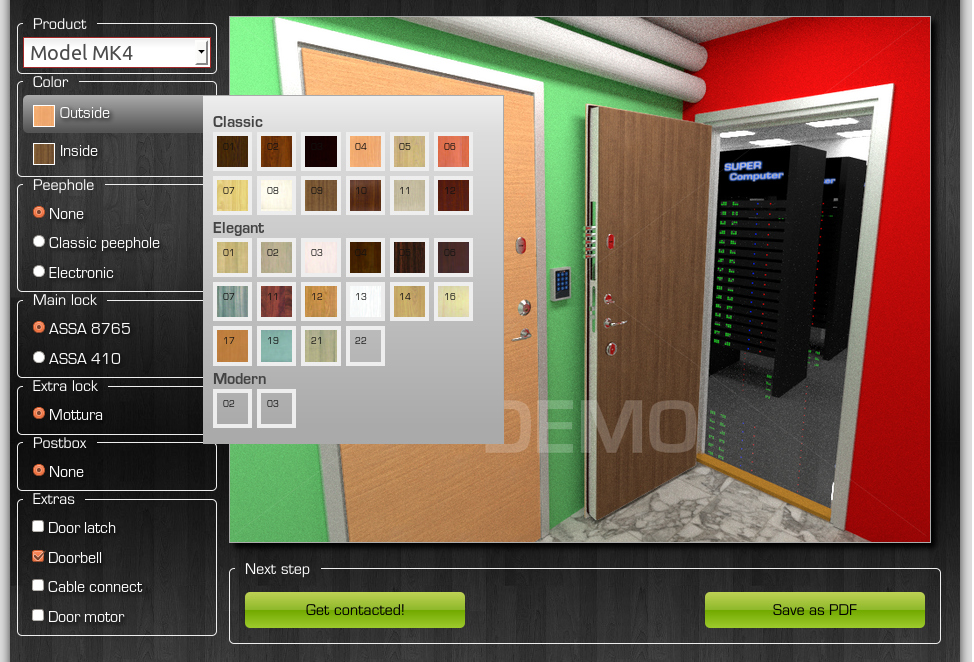 Product
Model MK4
Color
Outside
Inside
Peephole
None
Classic peephole
Electronic
Main lock
ASSA 8765
ASSA 410
Extra lock
Mottura
Postbox
None
Extras
Door latch
Doorbell
Cable connect
Door motor
Classic
01 02 04 05 06
07 08 09 10 11 12
Elegant
01 02 03 04 05 06
07 11 12 13 14 16
17 19 21 22
Modern
02 03
SUPER
Computer
DEMO
Next step
Get contacted!
Save as PDF